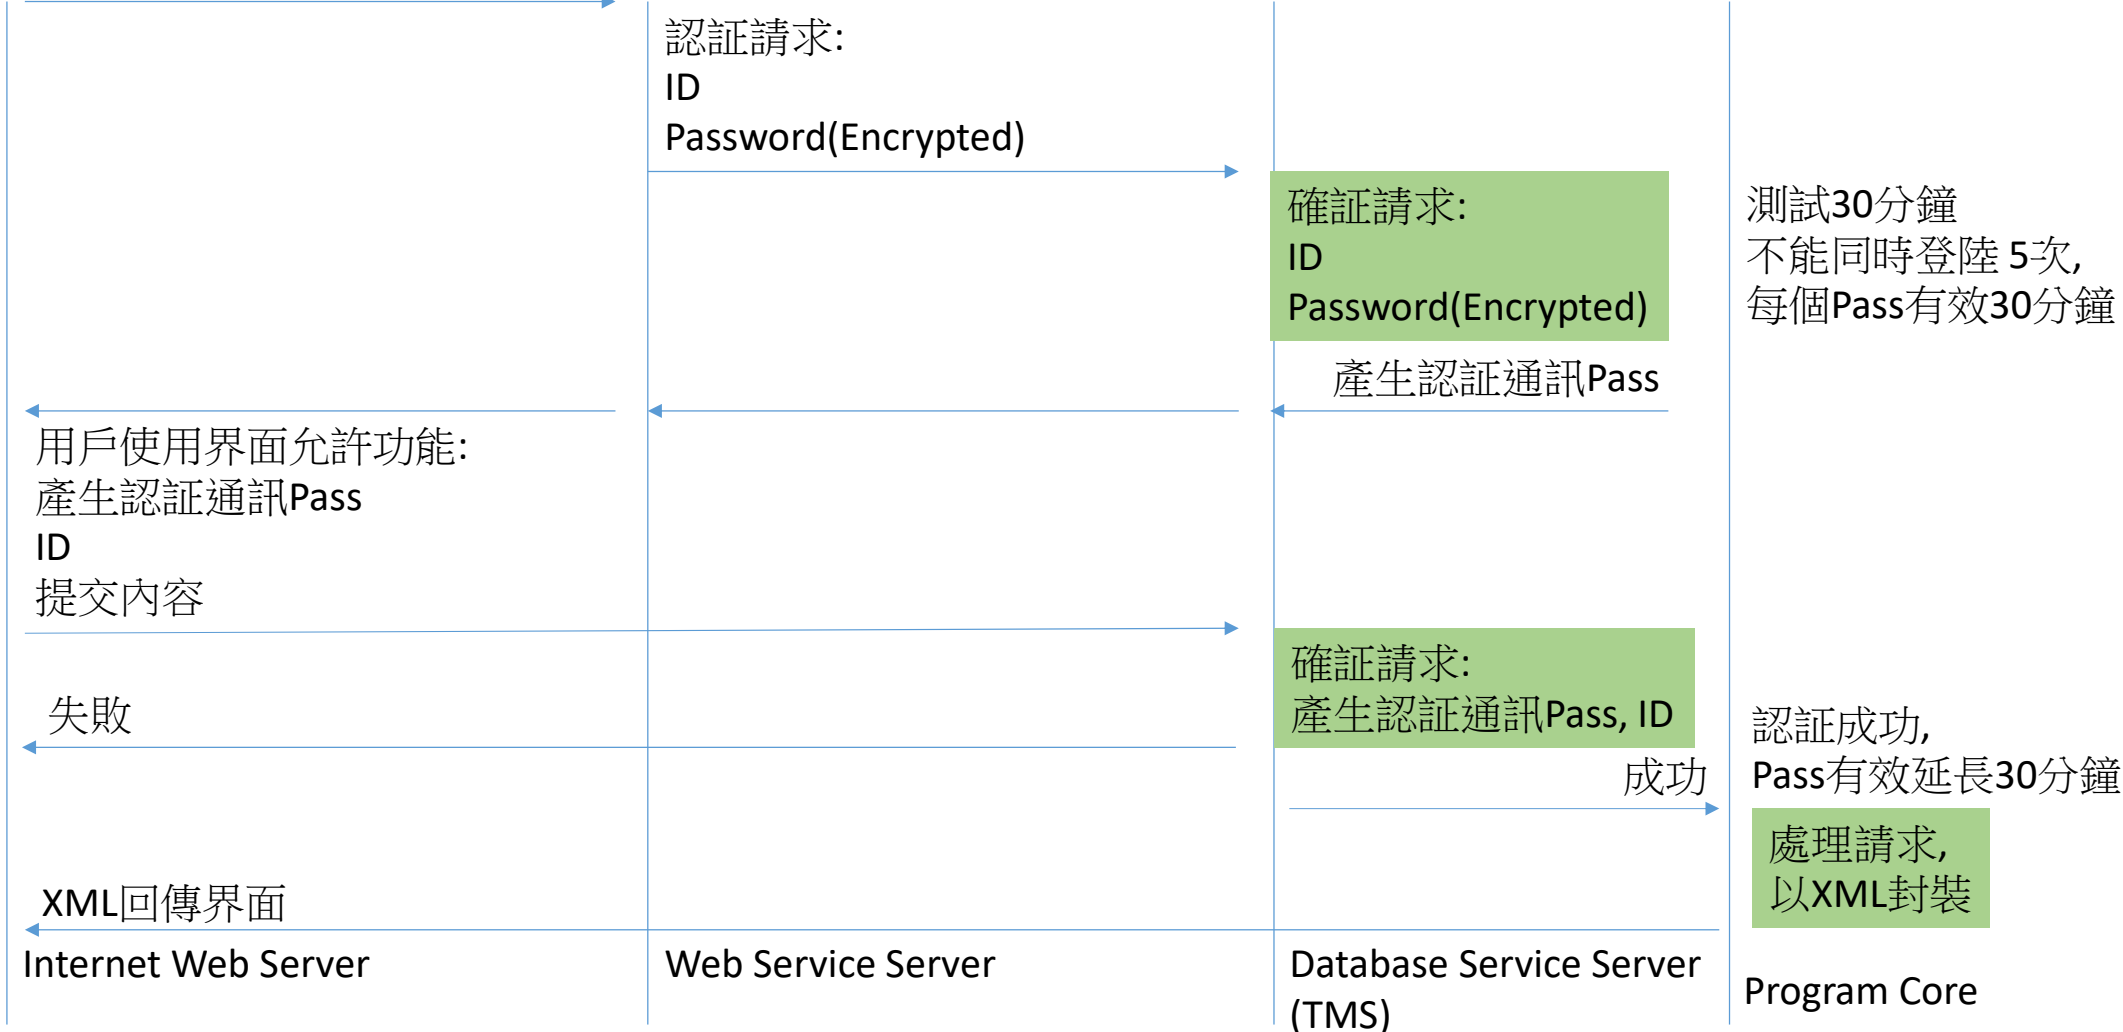 認証請求:
ID
Password(Encrypted)
確証請求:
ID
Password(Encrypted)
測試30分鐘
不能同時登陸 5次,
每個Pass有效30分鐘
產生認証通訊Pass
用戶使用界面允許功能:
產生認証通訊Pass
ID
提交內容
確証請求:
產生認証通訊Pass, ID
失敗
認証成功,
Pass有效延長30分鐘
成功
處理請求,
以XML封裝
XML回傳界面
Internet Web Server
Web Service Server
Database Service Server
(TMS)
Program Core